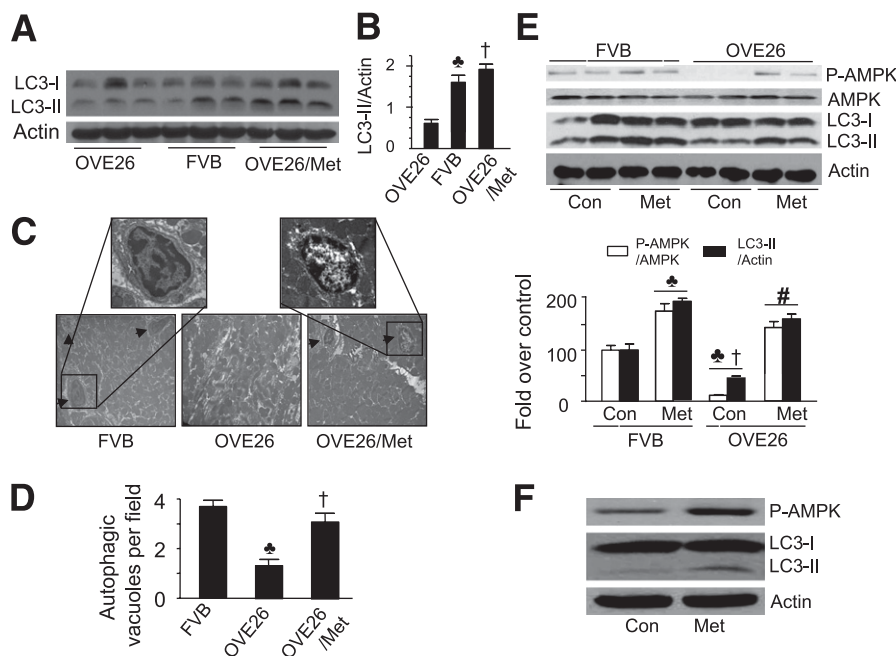 A
LC3-I
LC3-II
Actin
OVE26 FVB OVE26/Met
B
LC3-II/Actin
2
1
0
♣ †
OVE26
FVB
OVE26
/Met
C
FVB OVE26 OVE26/Met
D
Autophagic
vacuoles per field
4
2
0
♣ †
FVB
OVE26
OVE26
/Met
E
FVB OVE26
P-AMPK
AMPK
LC3-I
LC3-II
Actin
Con Met Con Met
P-AMPK
/AMPK
LC3-II
/Actin
Fold over control
200
100
0
♣ ♣ † #
Con Met Con Met
FVB OVE26
F
P-AMPK
LC3-I
LC3-II
Actin
Con Met